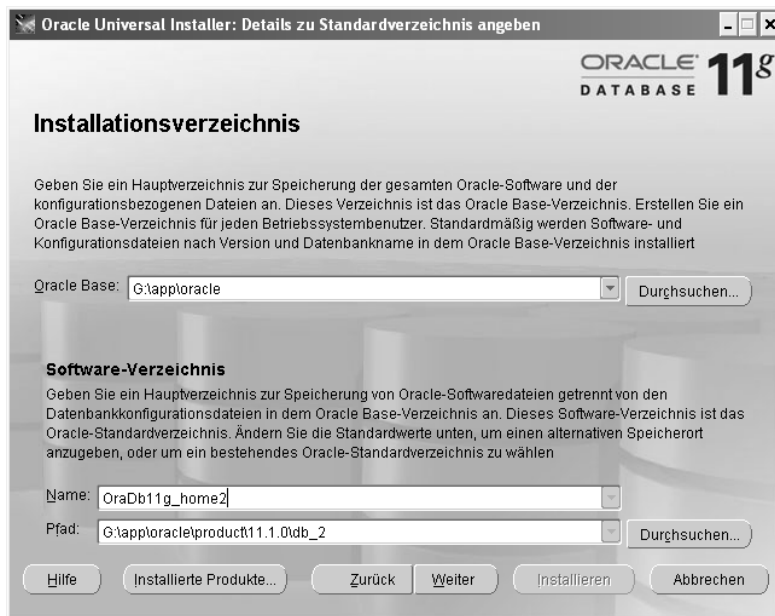 Oracle Universal Installer: Details zu Standardverzeichnis angeben
ORACLE 11g
DATABASE
Installationsverzeichnis
Geben Sie ein Hauptverzeichnis zur Speicherung der gesamten Oracle-Software und der
konfigurationsbezogenen Dateien an. Dieses Verzeichnis ist das Oracle Base-Verzeichnis. Erstellen Sie ein
Oracle Base-Verzeichnis für jeden Betriebssystembenutzer. Standardmäßig werden Software- und
Konfigurationsdateien nach Version und Datenbankname in dem Oracle Base-Verzeichnis installiert
Oracle Base: G:\app\oracle Durchsuchen...
Software-Verzeichnis
Geben Sie ein Hauptverzeichnis zur Speicherung von Oracle-Softwaredateien getrennt von den
Datenbankkonfigurationsdateien in dem Oracle Base-Verzeichnis an. Dieses Software-Verzeichnis ist das
Oracle-Standardverzeichnis. Ändern Sie die Standardwerte unten, um einen alternativen Speicherort
anzugeben, oder um ein bestehendes Oracle-Standardverzeichnis zu wählen
Name: OraDb11g_home2
Pfad: G:\app\oracle\product\11.1.0\db_2 Durchsuchen...
Hilfe Installierte Produkte... Zurück Weiter Installieren Abbrechen